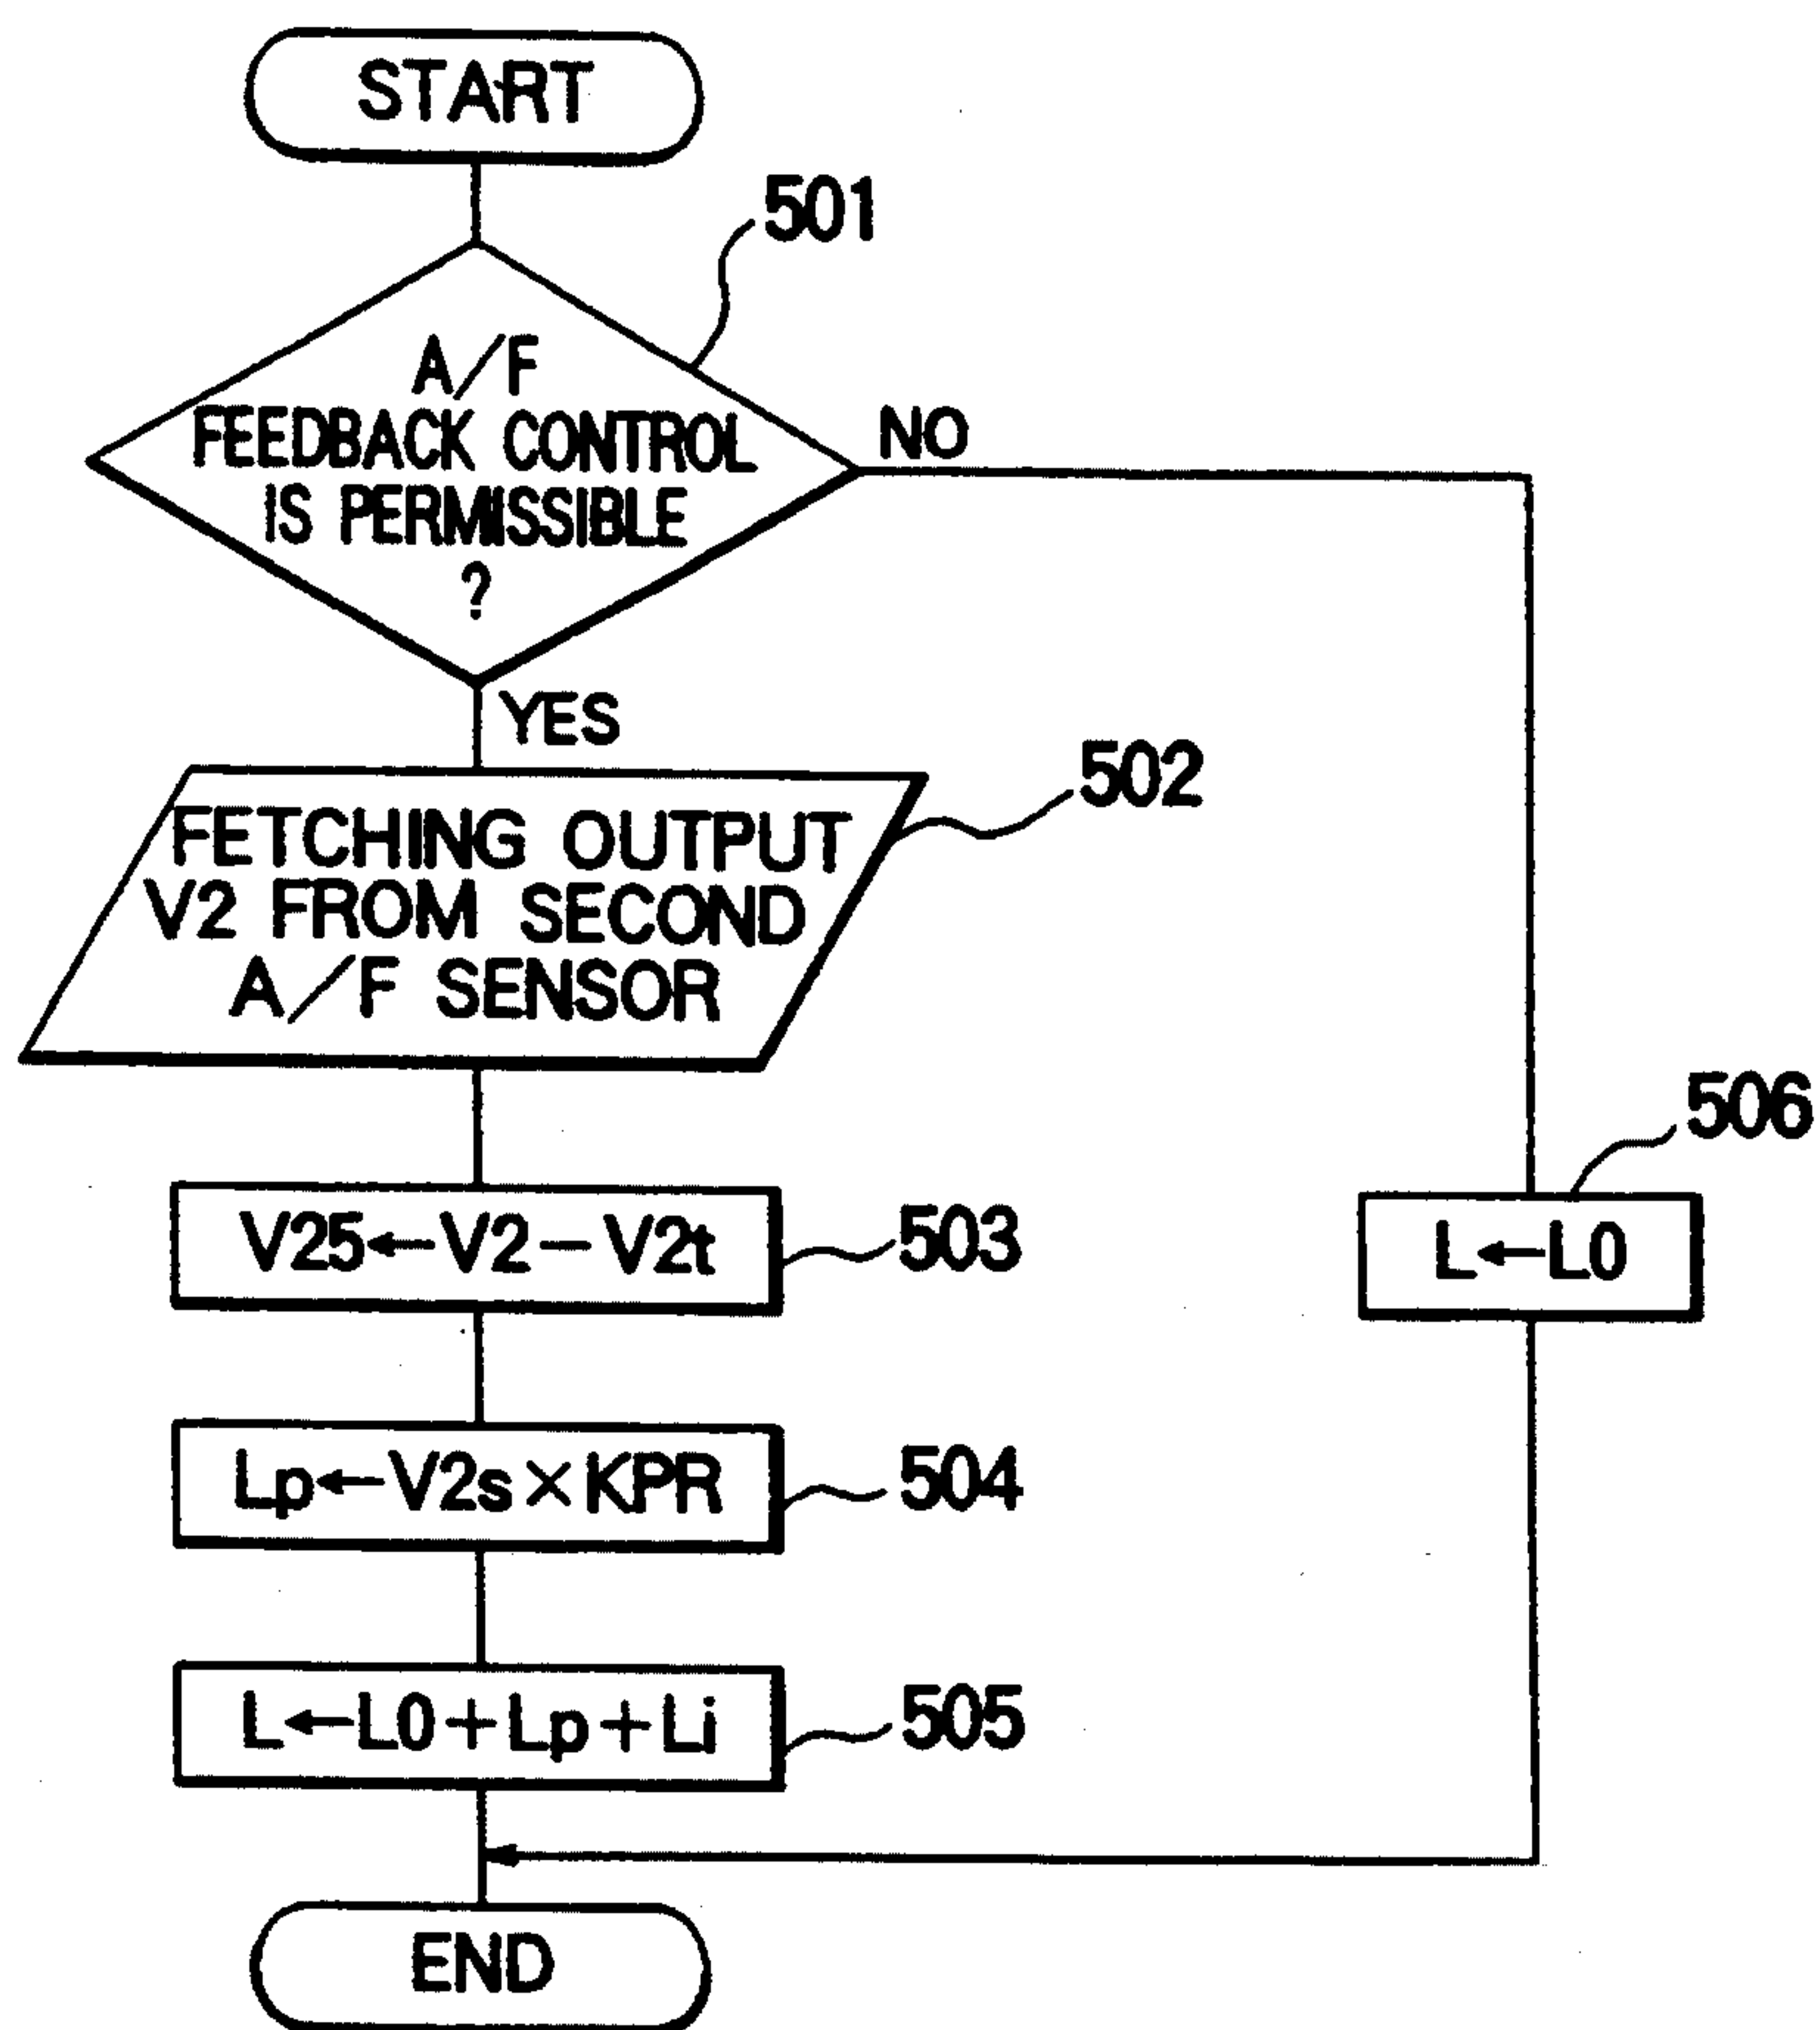 START
501
A/F
FEEDBACK CONTROL
IS PERMISSIBLE
?
NO
YES
502
FETCHING OUTPUT
V2 FROM SECOND
A/F SENSOR
503
V25←V2−V2t
506
L←L0
504
Lp←V2s×KPR
505
L←L0+Lp+Li
END